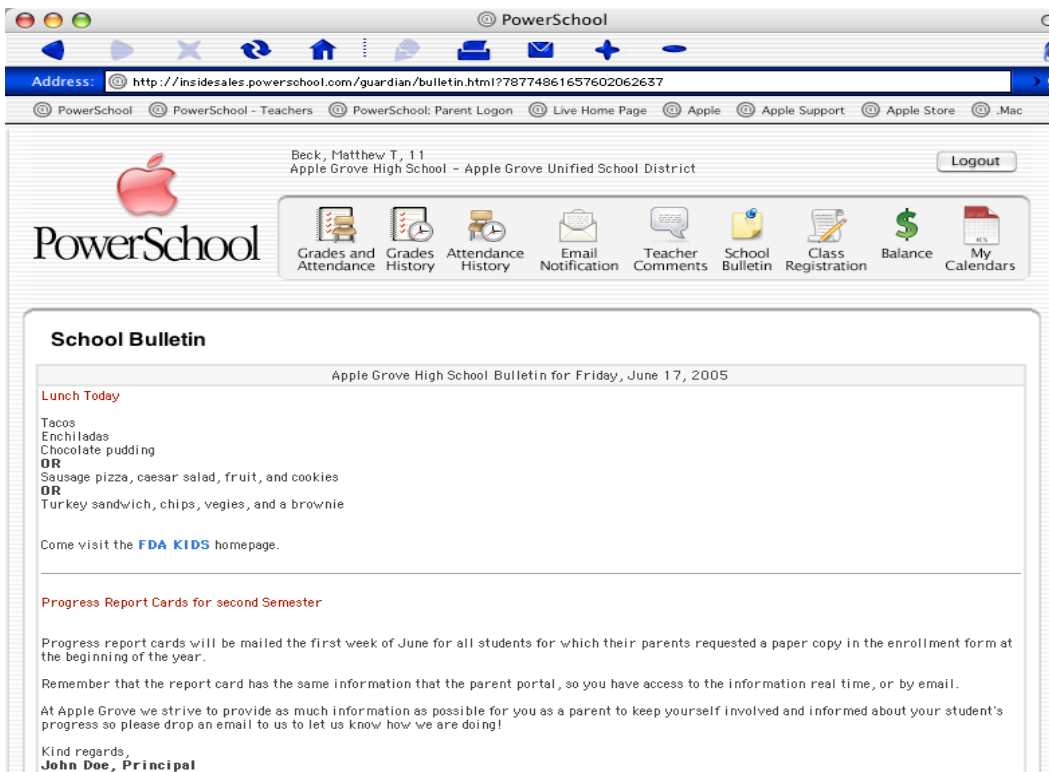 PowerSchool
Address: http://insidesales.powerschool.com/guardian/bulletin.html?78774861657602062637
PowerSchool PowerSchool - Teachers PowerSchool: Parent Logon Live Home Page Apple Apple Support Apple Store .Mac
Beck, Matthew T, 11
Apple Grove High School - Apple Grove Unified School District
Logout
PowerSchool
Grades and Attendance
Grades History
Attendance History
Email Notification
Teacher Comments
School Bulletin
Class Registration
Balance
ICS
My Calendars
School Bulletin
Apple Grove High School Bulletin for Friday, June 17, 2005
Lunch Today
Tacos
Enchiladas
Chocolate pudding
OR
Sausage pizza, caesar salad, fruit, and cookies
OR
Turkey sandwich, chips, vegies, and a brownie
Come visit the FDA KIDS homepage.
Progress Report Cards for second Semester
Progress report cards will be mailed the first week of June for all students for which their parents requested a paper copy in the enrollment form at
the beginning of the year.
Remember that the report card has the same information that the parent portal, so you have access to the information real time, or by email.
At Apple Grove we strive to provide as much information as possible for you as a parent to keep yourself involved and informed about your student's
progress so please drop an email to us to let us know how we are doing!
Kind regards,
John Doe, Principal